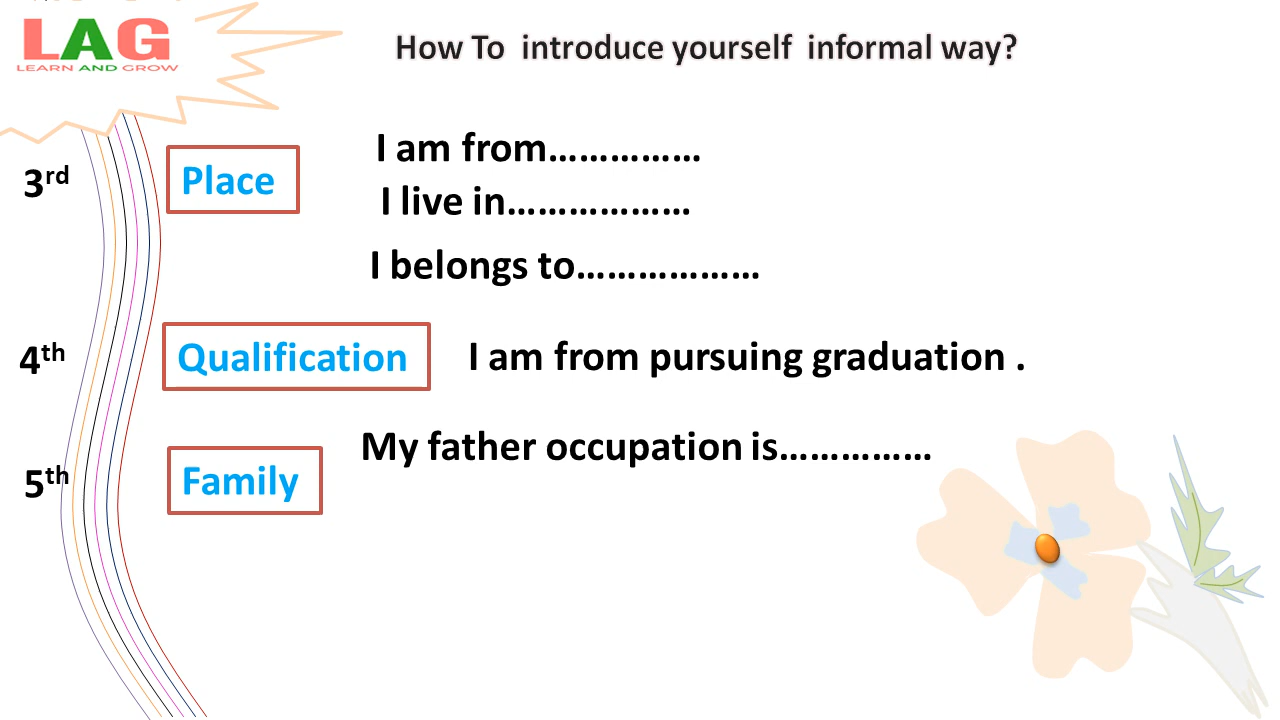 LAG
LEARN AND GROW
How To introduce yourself informal way?
3rd
Place
I am from……………
I live in………………
I belongs to………………
4th
Qualification
I am from pursuing graduation .
5th
Family
My father occupation is……………